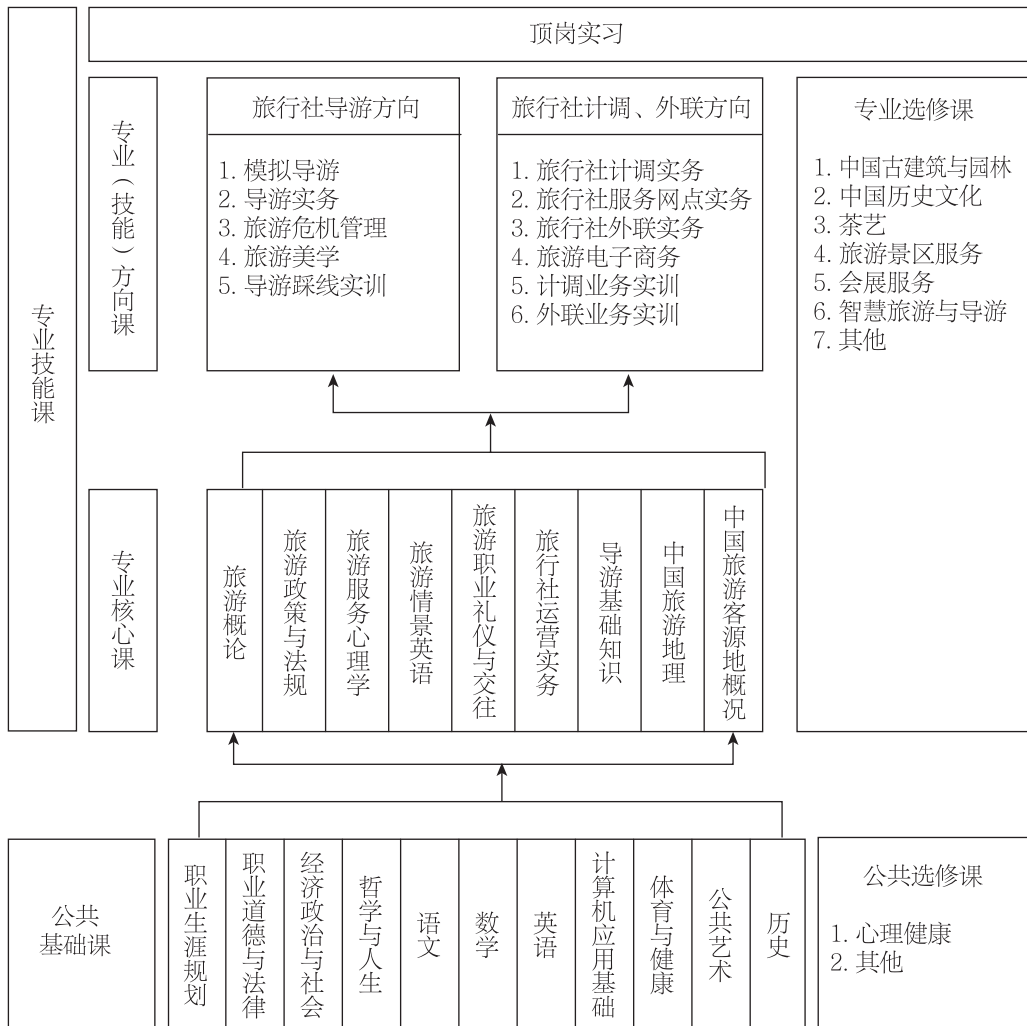 顶岗实习
专业技能课
专业（技能）方向课
旅行社导游方向
1. 模拟导游
2. 导游实务
3. 旅游危机管理
4. 旅游美学
5. 导游踩线实训
旅行社计调、外联方向
1. 旅行社计调实务
2. 旅行社服务网点实务
3. 旅行社外联实务
4. 旅游电子商务
5. 计调业务实训
6. 外联业务实训
专业选修课
1. 中国古建筑与园林
2. 中国历史文化
3. 茶艺
4. 旅游景区服务
5. 会展服务
6. 智慧旅游与导游
7. 其他
专业核心课
旅游概论
旅游政策与法规
旅游服务心理学
旅游情景英语
旅游职业礼仪与交往
旅行社运营实务
导游基础知识
中国旅游地理
中国旅游客源地概况
公共
基础课
职业生涯规划
职业道德与法律
经济政治与社会
哲学与人生
语文
数学
英语
计算机应用基础
体育与健康
公共艺术
历史
公共选修课
1. 心理健康
2. 其他